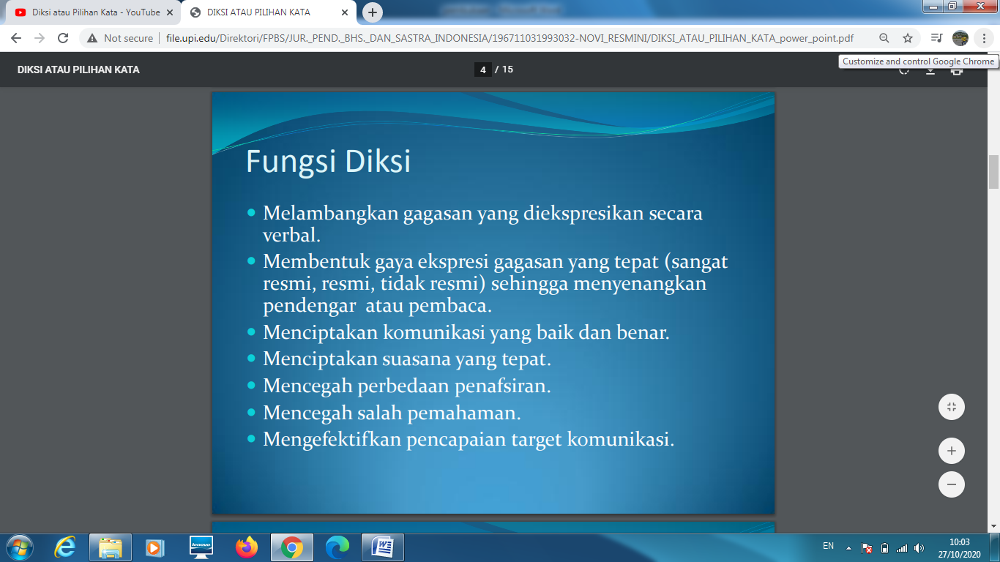 Diksi atau Pilihan Kata - YouTube
DIKSI ATAU PILIHAN KATA
Not secure
file.upi.edu/Direktori/FPBS/JUR._PEND._BHS._DAN_SASTRA_INDONESIA/196711031993032-NOVI_RESMINI/DIKSI_ATAU_PILIHAN_KATA_power_point.pdf
Customize and control Google Chrome
DIKSI ATAU PILIHAN KATA
4 / 15
Fungsi Diksi
Melambangkan gagasan yang diekspresikan secara
verbal.
Membentuk gaya ekspresi gagasan yang tepat (sangat
resmi, resmi, tidak resmi) sehingga menyenangkan
pendengar  atau pembaca.
Menciptakan komunikasi yang baik dan benar.
Menciptakan suasana yang tepat.
Mencegah perbedaan penafsiran.
Mencegah salah pemahaman.
Mengefektifkan pencapaian target komunikasi.
lenovo
EN
10:03
27/10/2020